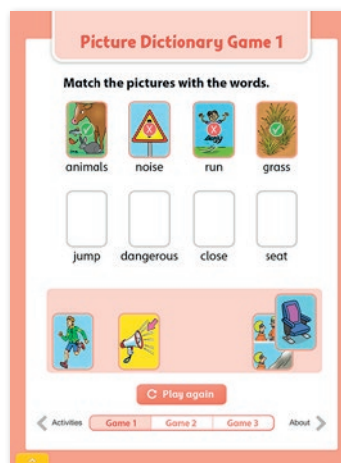 Picture Dictionary Game 1
Match the pictures with the words.
animals noise run grass
jump dangerous close seat
Play again
Activities Game 1 Game 2 Game 3 About